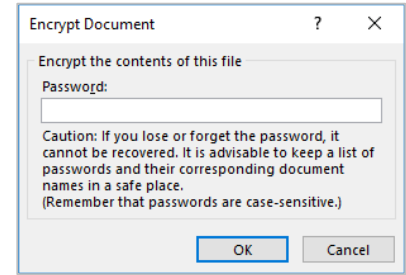 Encrypt Document ? ×
Encrypt the contents of this file
Password:
Caution: If you lose or forget the password, it
cannot be recovered. It is advisable to keep a list of
passwords and their corresponding document
names in a safe place.
(Remember that passwords are case-sensitive.)
OK Cancel